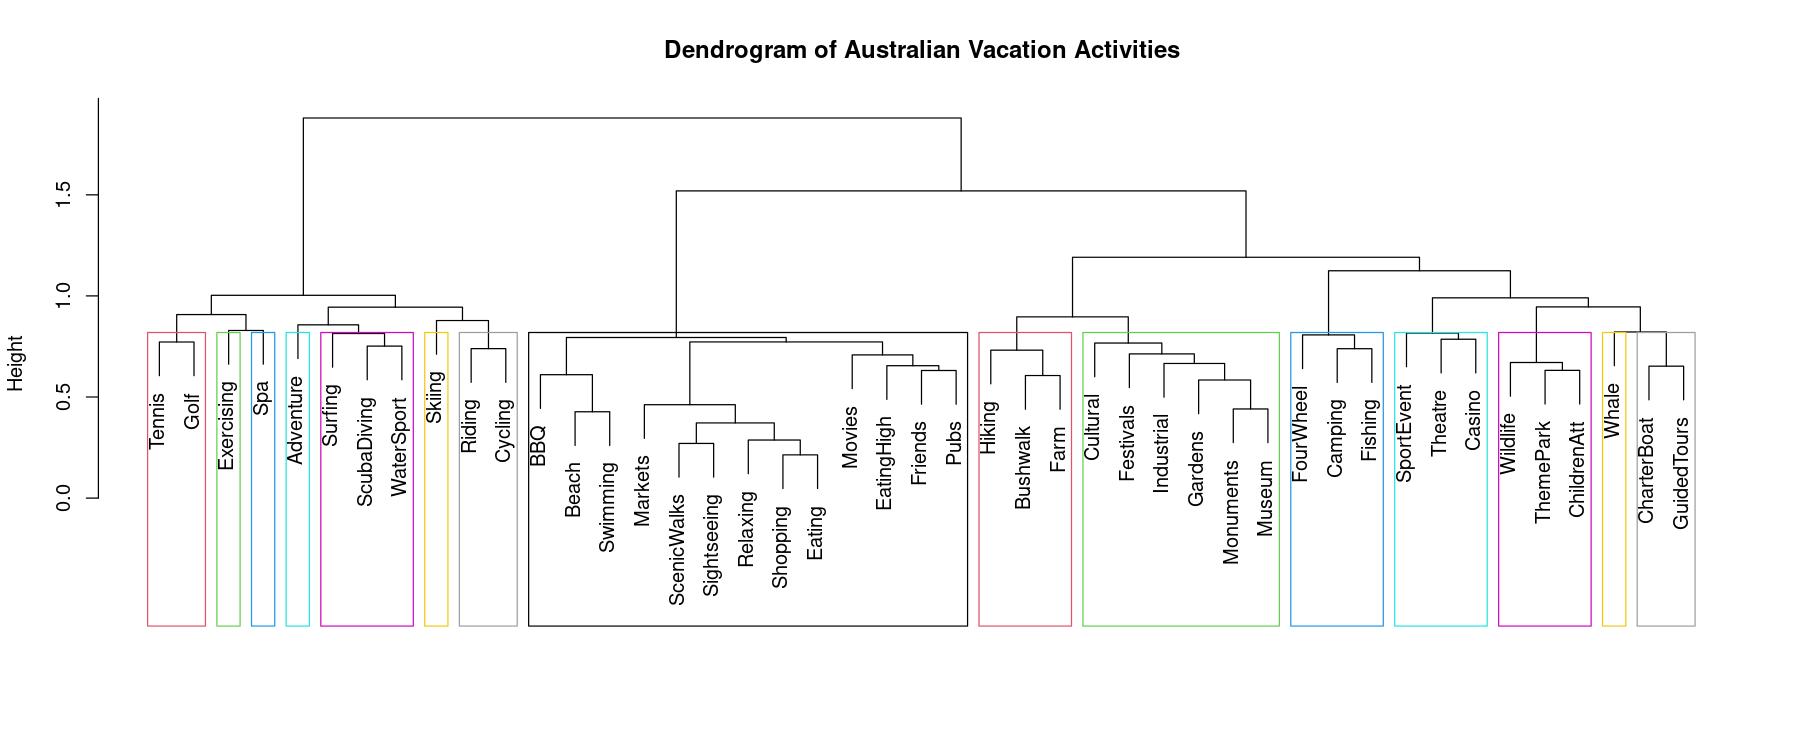 Dendrogram of Australian Vacation Activities
Height
1.5
1.0
0.5
0.0
Tennis
Golf
Exercising
Spa
Adventure
Surfing
ScubaDiving
WaterSport
Skiing
Riding
Cycling
BBQ
Beach
Swimming
Markets
ScenicWalks
Sightseeing
Relaxing
Shopping
Eating
Movies
EatingHigh
Friends
Pubs
Hiking
Bushwalk
Farm
Cultural
Festivals
Industrial
Gardens
Monuments
Museum
FourWheel
Camping
Fishing
SportEvent
Theatre
Casino
Wildlife
ThemePark
ChildrenAtt
Whale
CharterBoat
GuidedTours